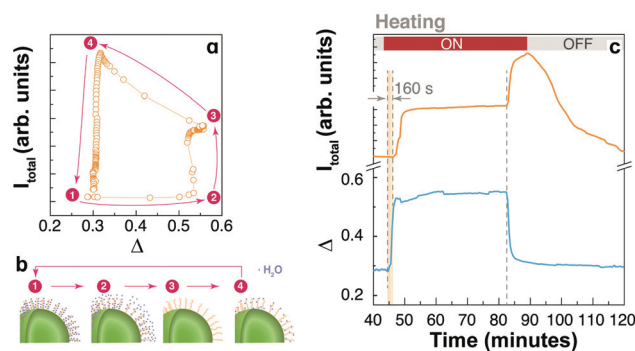 a
I_total (arb. units)
4
3
1
2
0.2 0.3 0.4 0.5 0.6
Δ
b
· H₂O
1 2 3 4
Heating
ON OFF c
160 s
I_total (arb. units)
0.6
0.4
0.2
Δ
40 50 60 70 80 90 100 110 120
Time (minutes)